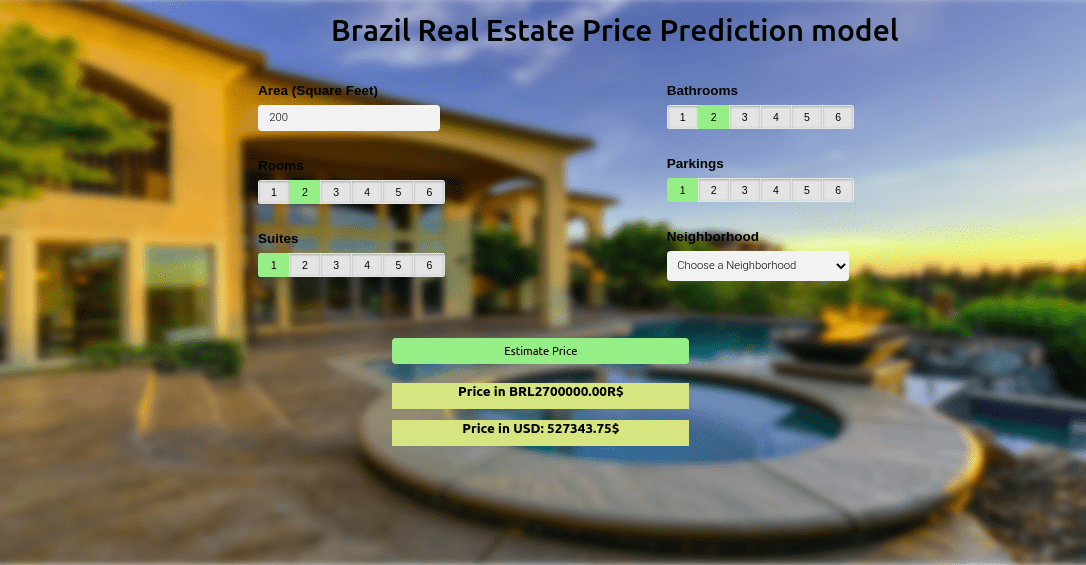 Brazil Real Estate Price Prediction model
Area (Square Feet)
200
Rooms
1 2 3 4 5 6
Suites
1 2 3 4 5 6
Bathrooms
1 2 3 4 5 6
Parkings
1 2 3 4 5 6
Neighborhood
Choose a Neighborhood
Estimate Price
Price in BRL2700000.00R$
Price in USD: 527343.75$